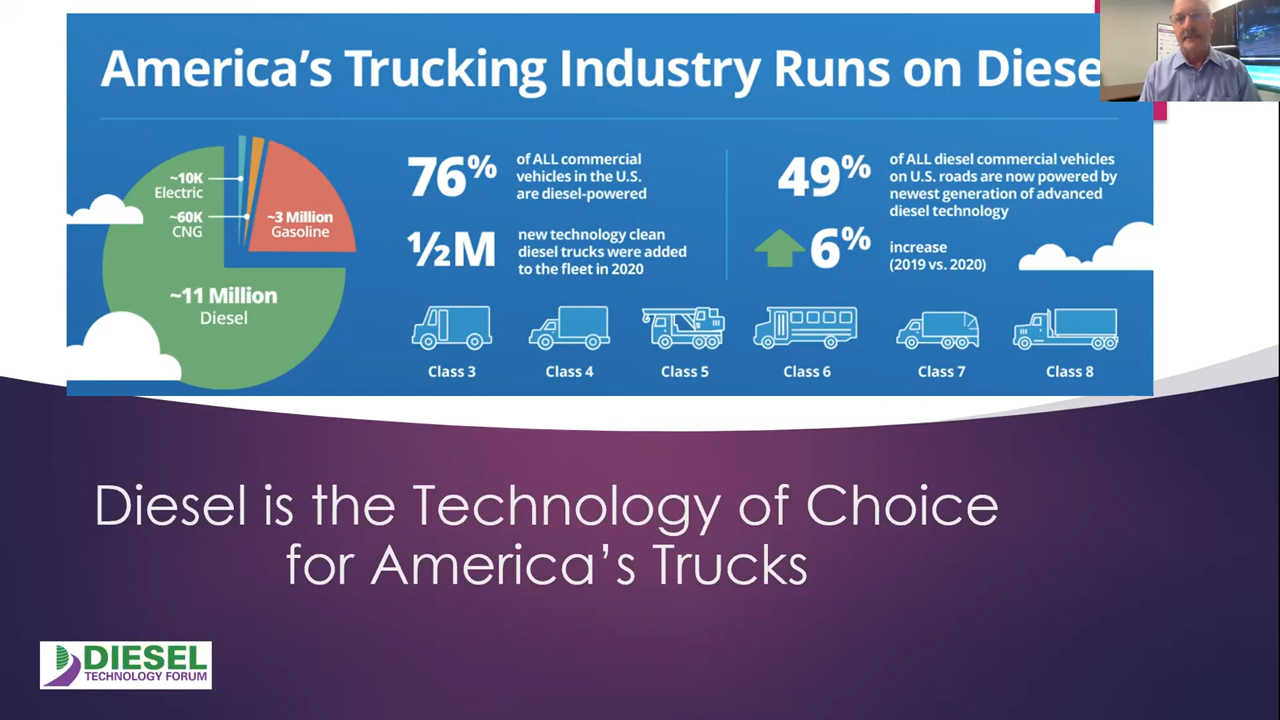 America's Trucking Industry Runs on Diese
~10K
Electric
~60K
CNG
~3 Million
Gasoline
~11 Million
Diesel
76%
of ALL commercial
vehicles in the U.S.
are diesel-powered
½M
new technology clean
diesel trucks were added
to the fleet in 2020
49%
of ALL diesel commercial vehicles
on U.S. roads are now powered by
newest generation of advanced
diesel technology
6%
increase
(2019 vs. 2020)
Class 3
Class 4
Class 5
Class 6
Class 7
Class 8
Diesel is the Technology of Choice
for America's Trucks
DIESEL
TECHNOLOGY FORUM